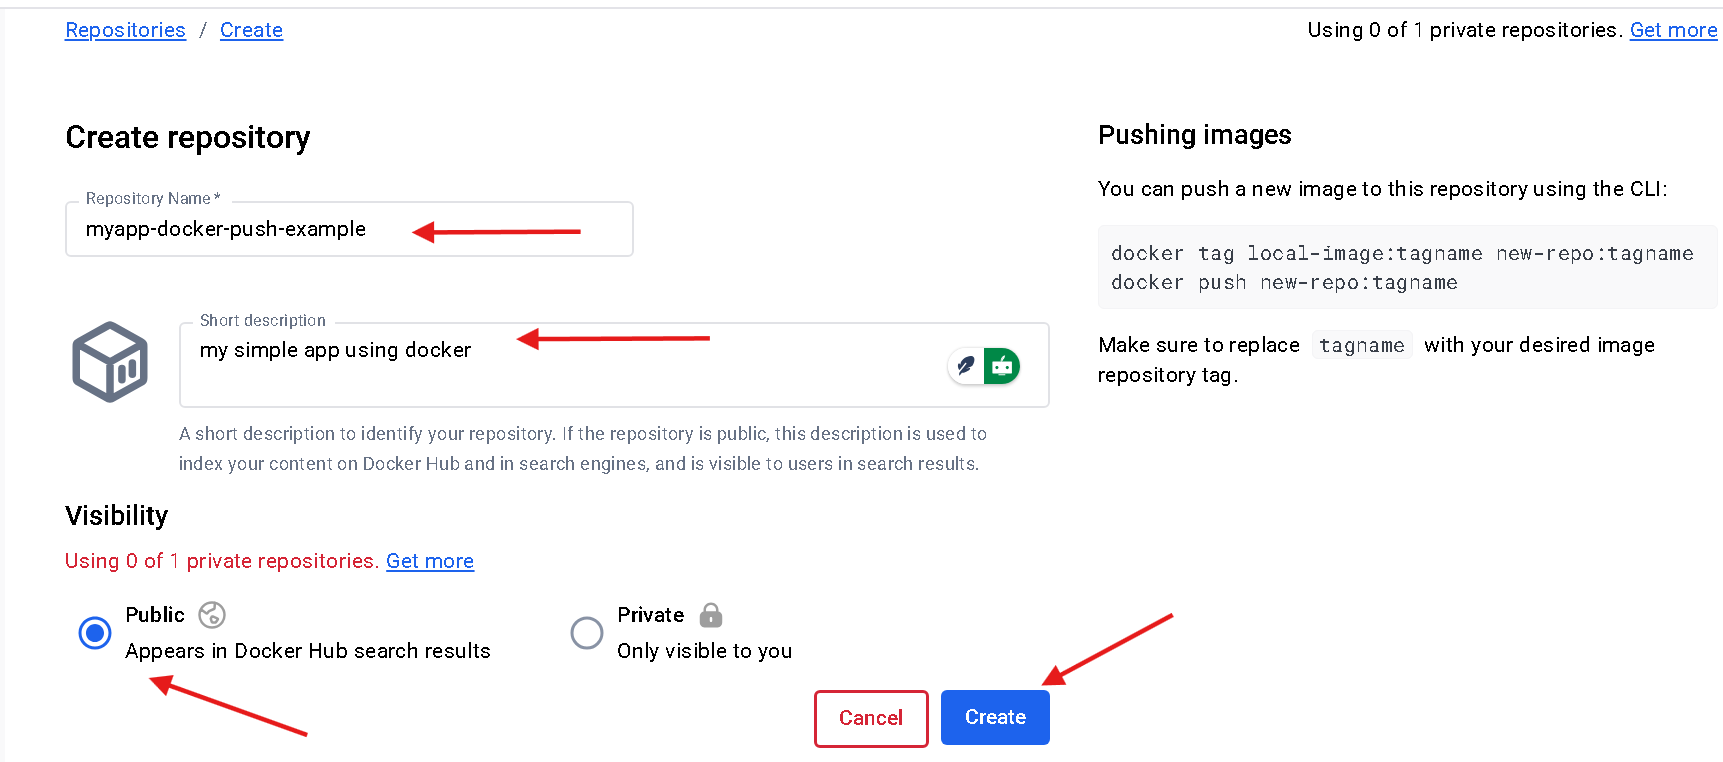 Repositories / Create
Using 0 of 1 private repositories. Get more
Create repository
Repository Name *
myapp-docker-push-example
Short description
my simple app using docker
A short description to identify your repository. If the repository is public, this description is used to
index your content on Docker Hub and in search engines, and is visible to users in search results.
Visibility
Using 0 of 1 private repositories. Get more
Public
Appears in Docker Hub search results
Private
Only visible to you
Cancel
Create
Pushing images
You can push a new image to this repository using the CLI:
docker tag local-image:tagname new-repo:tagname
docker push new-repo:tagname
Make sure to replace tagname with your desired image
repository tag.